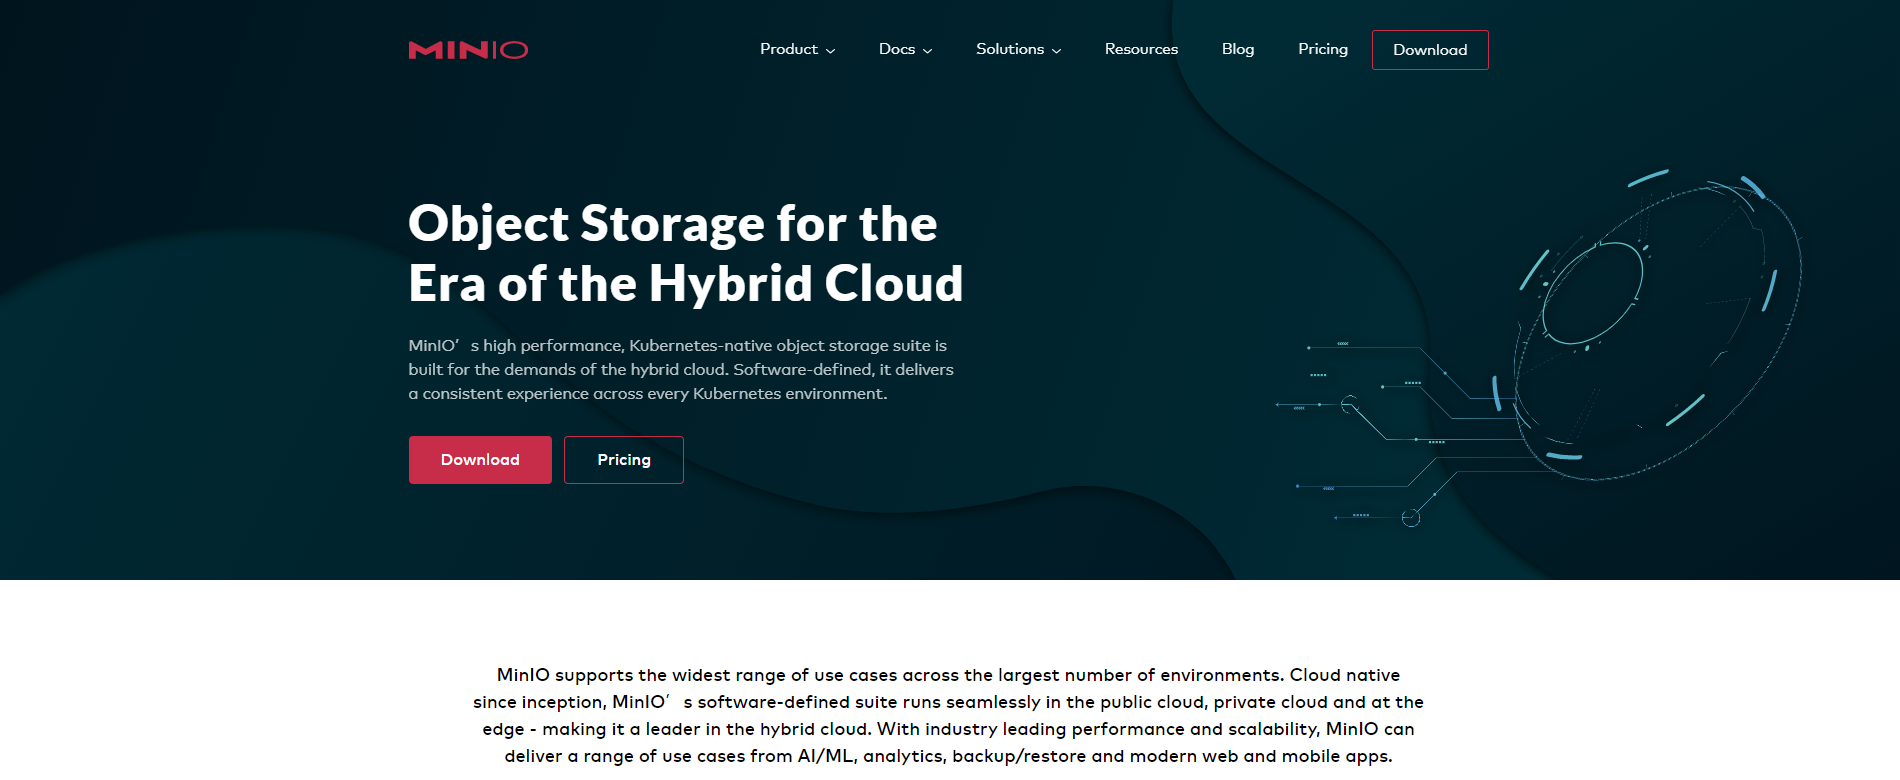 MINIO
Product
Docs
Solutions
Resources
Blog
Pricing
Download
Object Storage for the
Era of the Hybrid Cloud
MinIO’ s high performance, Kubernetes-native object storage suite is
built for the demands of the hybrid cloud. Software-defined, it delivers
a consistent experience across every Kubernetes environment.
Download
Pricing
MinIO supports the widest range of use cases across the largest number of environments. Cloud native
since inception, MinIO’ s software-defined suite runs seamlessly in the public cloud, private cloud and at the
edge - making it a leader in the hybrid cloud. With industry leading performance and scalability, MinIO can
deliver a range of use cases from AI/ML, analytics, backup/restore and modern web and mobile apps.